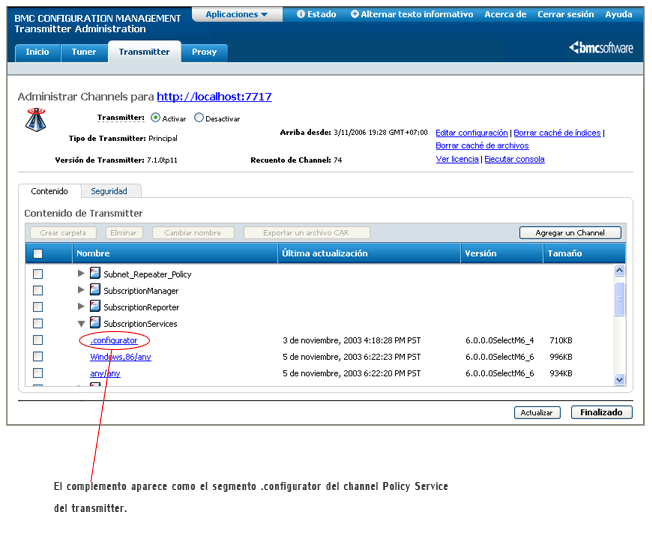 BMC CONFIGURATION MANAGEMENT
Transmitter Administration
Aplicaciones
Estado
Alternar texto informativo
Acerca de
Cerrar sesión
Ayuda
Inicio
Tuner
Transmitter
Proxy
bmcsoftware
Administrar Channels para http://localhost:7717
Transmitter: Activar Desactivar
Tipo de Transmitter: Principal
Arriba desde: 3/11/2006 19:28 GMT+07:00
Editar configuración | Borrar caché de índices |
Borrar caché de archivos
Versión de Transmitter: 7.1.0tp11
Recuento de Channel: 74
Ver licencia | Ejecutar consola
Contenido
Seguridad
Contenido de Transmitter
Crear carpeta
Eliminar
Cambiar nombre
Exportar un archivo CAR
Agregar un Channel
Nombre Última actualización Versión Tamaño
Subnet_Repeater_Policy
SubscriptionManager
SubscriptionReporter
SubscriptionServices
.configurator 3 de noviembre, 2003 4:18:28 PM PST 6.0.0.0SelectM6_4 710KB
Windows,86/any 5 de noviembre, 2003 6:22:23 PM PST 6.0.0.0SelectM6_6 996KB
any/any 5 de noviembre, 2003 6:22:20 PM PST 6.0.0.0SelectM6_6 934KB
Actualizar
Finalizado
El complemento aparece como el segmento .configurator del channel Policy Service
del transmitter.